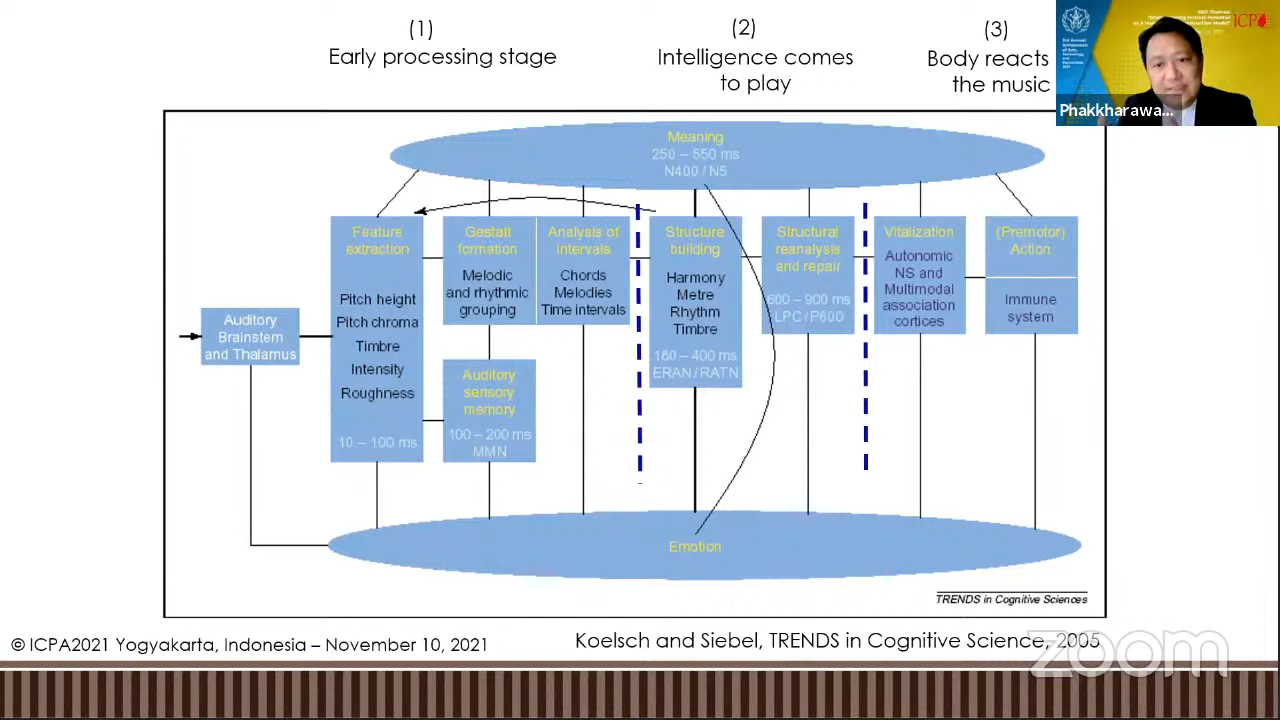 (1)
Early processing stage
(2)
Intelligence comes
to play
(3)
Body reacts
the music
ICP
Phakkharawa...
Meaning
250 – 550 ms
N400 / N5
Feature
extraction
Pitch height
Pitch chroma
Timbre
Intensity
Roughness
10 – 100 ms
Gestalt
formation
Melodic
and rhythmic
grouping
Analysis of
intervals
Chords
Melodies
Time intervals
Structure
building
Harmony
Metre
Rhythm
Timbre
180 – 400 ms
ERAN / RATN
Structural
reanalysis
and repair
600 – 900 ms
LPC / P600
Vitalization
Autonomic
NS and
Multimodal
association
cortices
(Premotor)
Action
Immune
system
Auditory
Brainstem
and Thalamus
Auditory
sensory
memory
100 – 200 ms
MMN
Emotion
TRENDS in Cognitive Sciences
© ICPA2021 Yogyakarta, Indonesia – November 10, 2021
Koelsch and Siebel, TRENDS in Cognitive Science, 2005
zoom